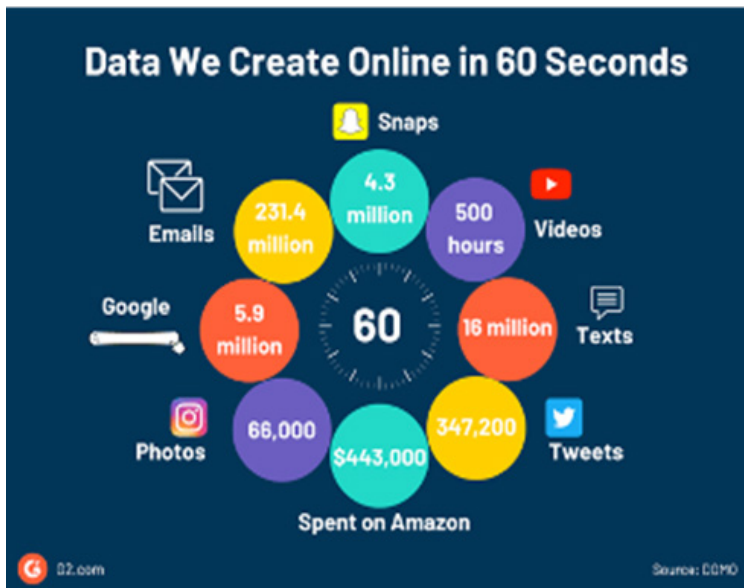 Data We Create Online in 60 Seconds
Snaps
4.3
million
500
hours
Videos
16 million
Texts
347,200
Tweets
$443,000
Spent on Amazon
66,000
Photos
5.9
million
Google
231.4
million
Emails
60
G2.com
Source: DOMO